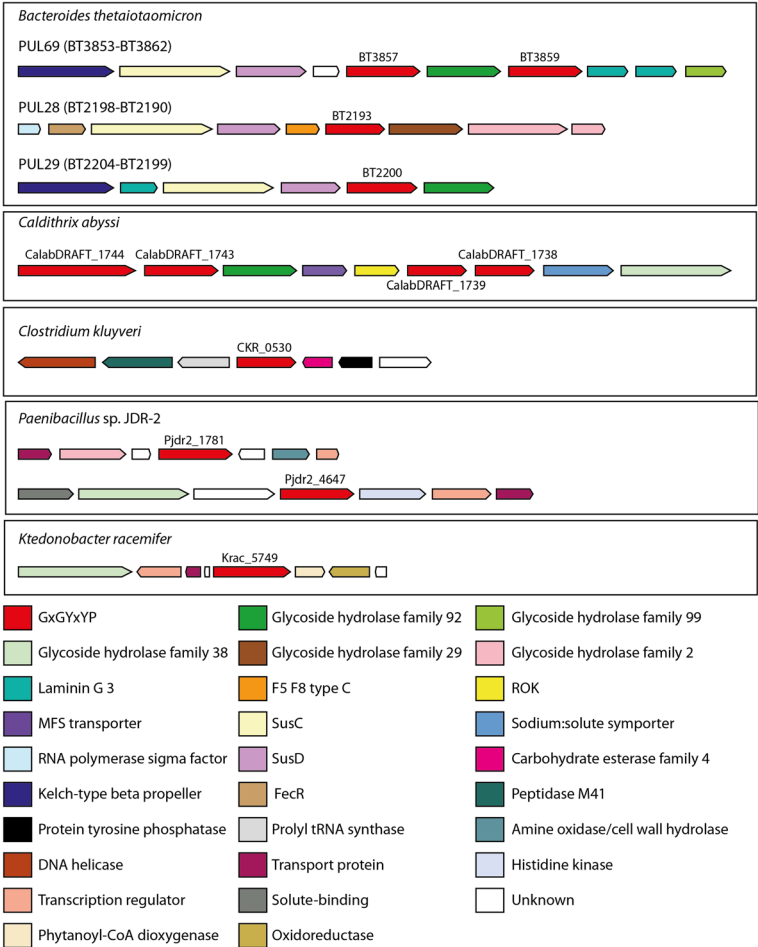 Bacteroides thetaiotaomicron
PUL69 (BT3853-BT3862)
BT3857 BT3859
PUL28 (BT2198-BT2190)
BT2193
PUL29 (BT2204-BT2199)
BT2200
Caldithrix abyssi
CalabDRAFT_1744 CalabDRAFT_1743 CalabDRAFT_1738
CalabDRAFT_1739
Clostridium kluyveri
CKR_0530
Paenibacillus sp. JDR-2
Pjdr2_1781
Pjdr2_4647
Ktedonobacter racemifer
Krac_5749
GxGYxYP Glycoside hydrolase family 92 Glycoside hydrolase family 99
Glycoside hydrolase family 38 Glycoside hydrolase family 29 Glycoside hydrolase family 2
Laminin G 3 F5 F8 type C ROK
MFS transporter SusC Sodium:solute symporter
RNA polymerase sigma factor SusD Carbohydrate esterase family 4
Kelch-type beta propeller FecR Peptidase M41
Protein tyrosine phosphatase Prolyl tRNA synthase Amine oxidase/cell wall hydrolase
DNA helicase Transport protein Histidine kinase
Transcription regulator Solute-binding Unknown
Phytanoyl-CoA dioxygenase Oxidoreductase